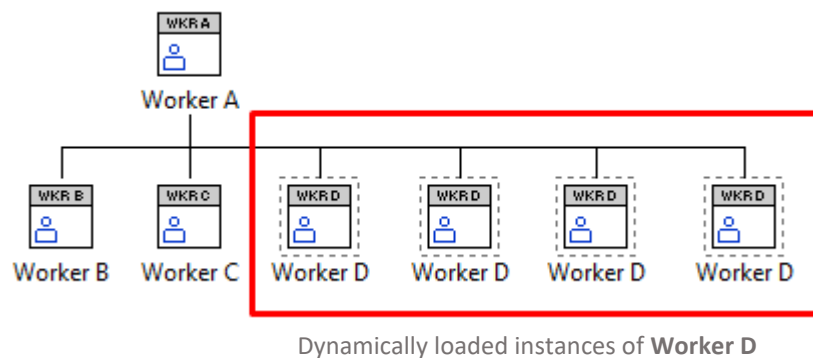 WKR A
Worker A
WKR B WKR C WKR D WKR D WKR D WKR D
Worker B Worker C Worker D Worker D Worker D Worker D
Dynamically loaded instances of Worker D